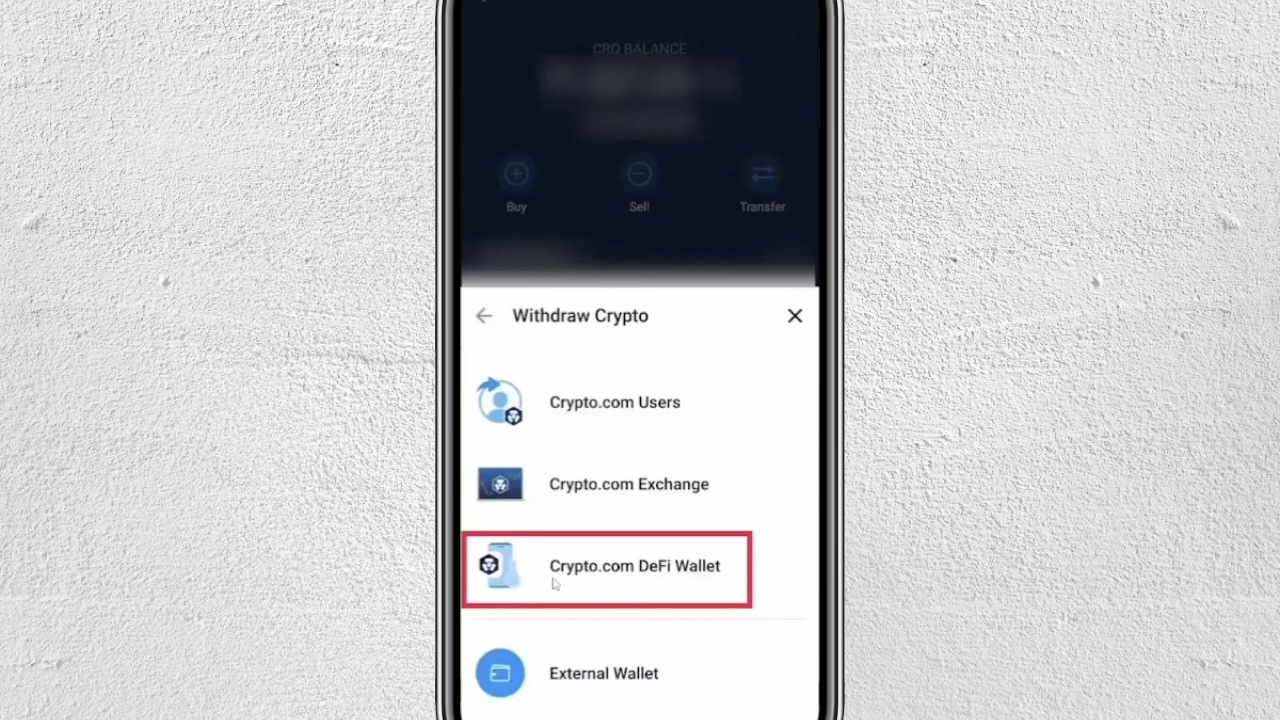 CRO BALANCE
Buy
Sell
Transfer
Withdraw Crypto
Crypto.com Users
Crypto.com Exchange
Crypto.com DeFi Wallet
External Wallet